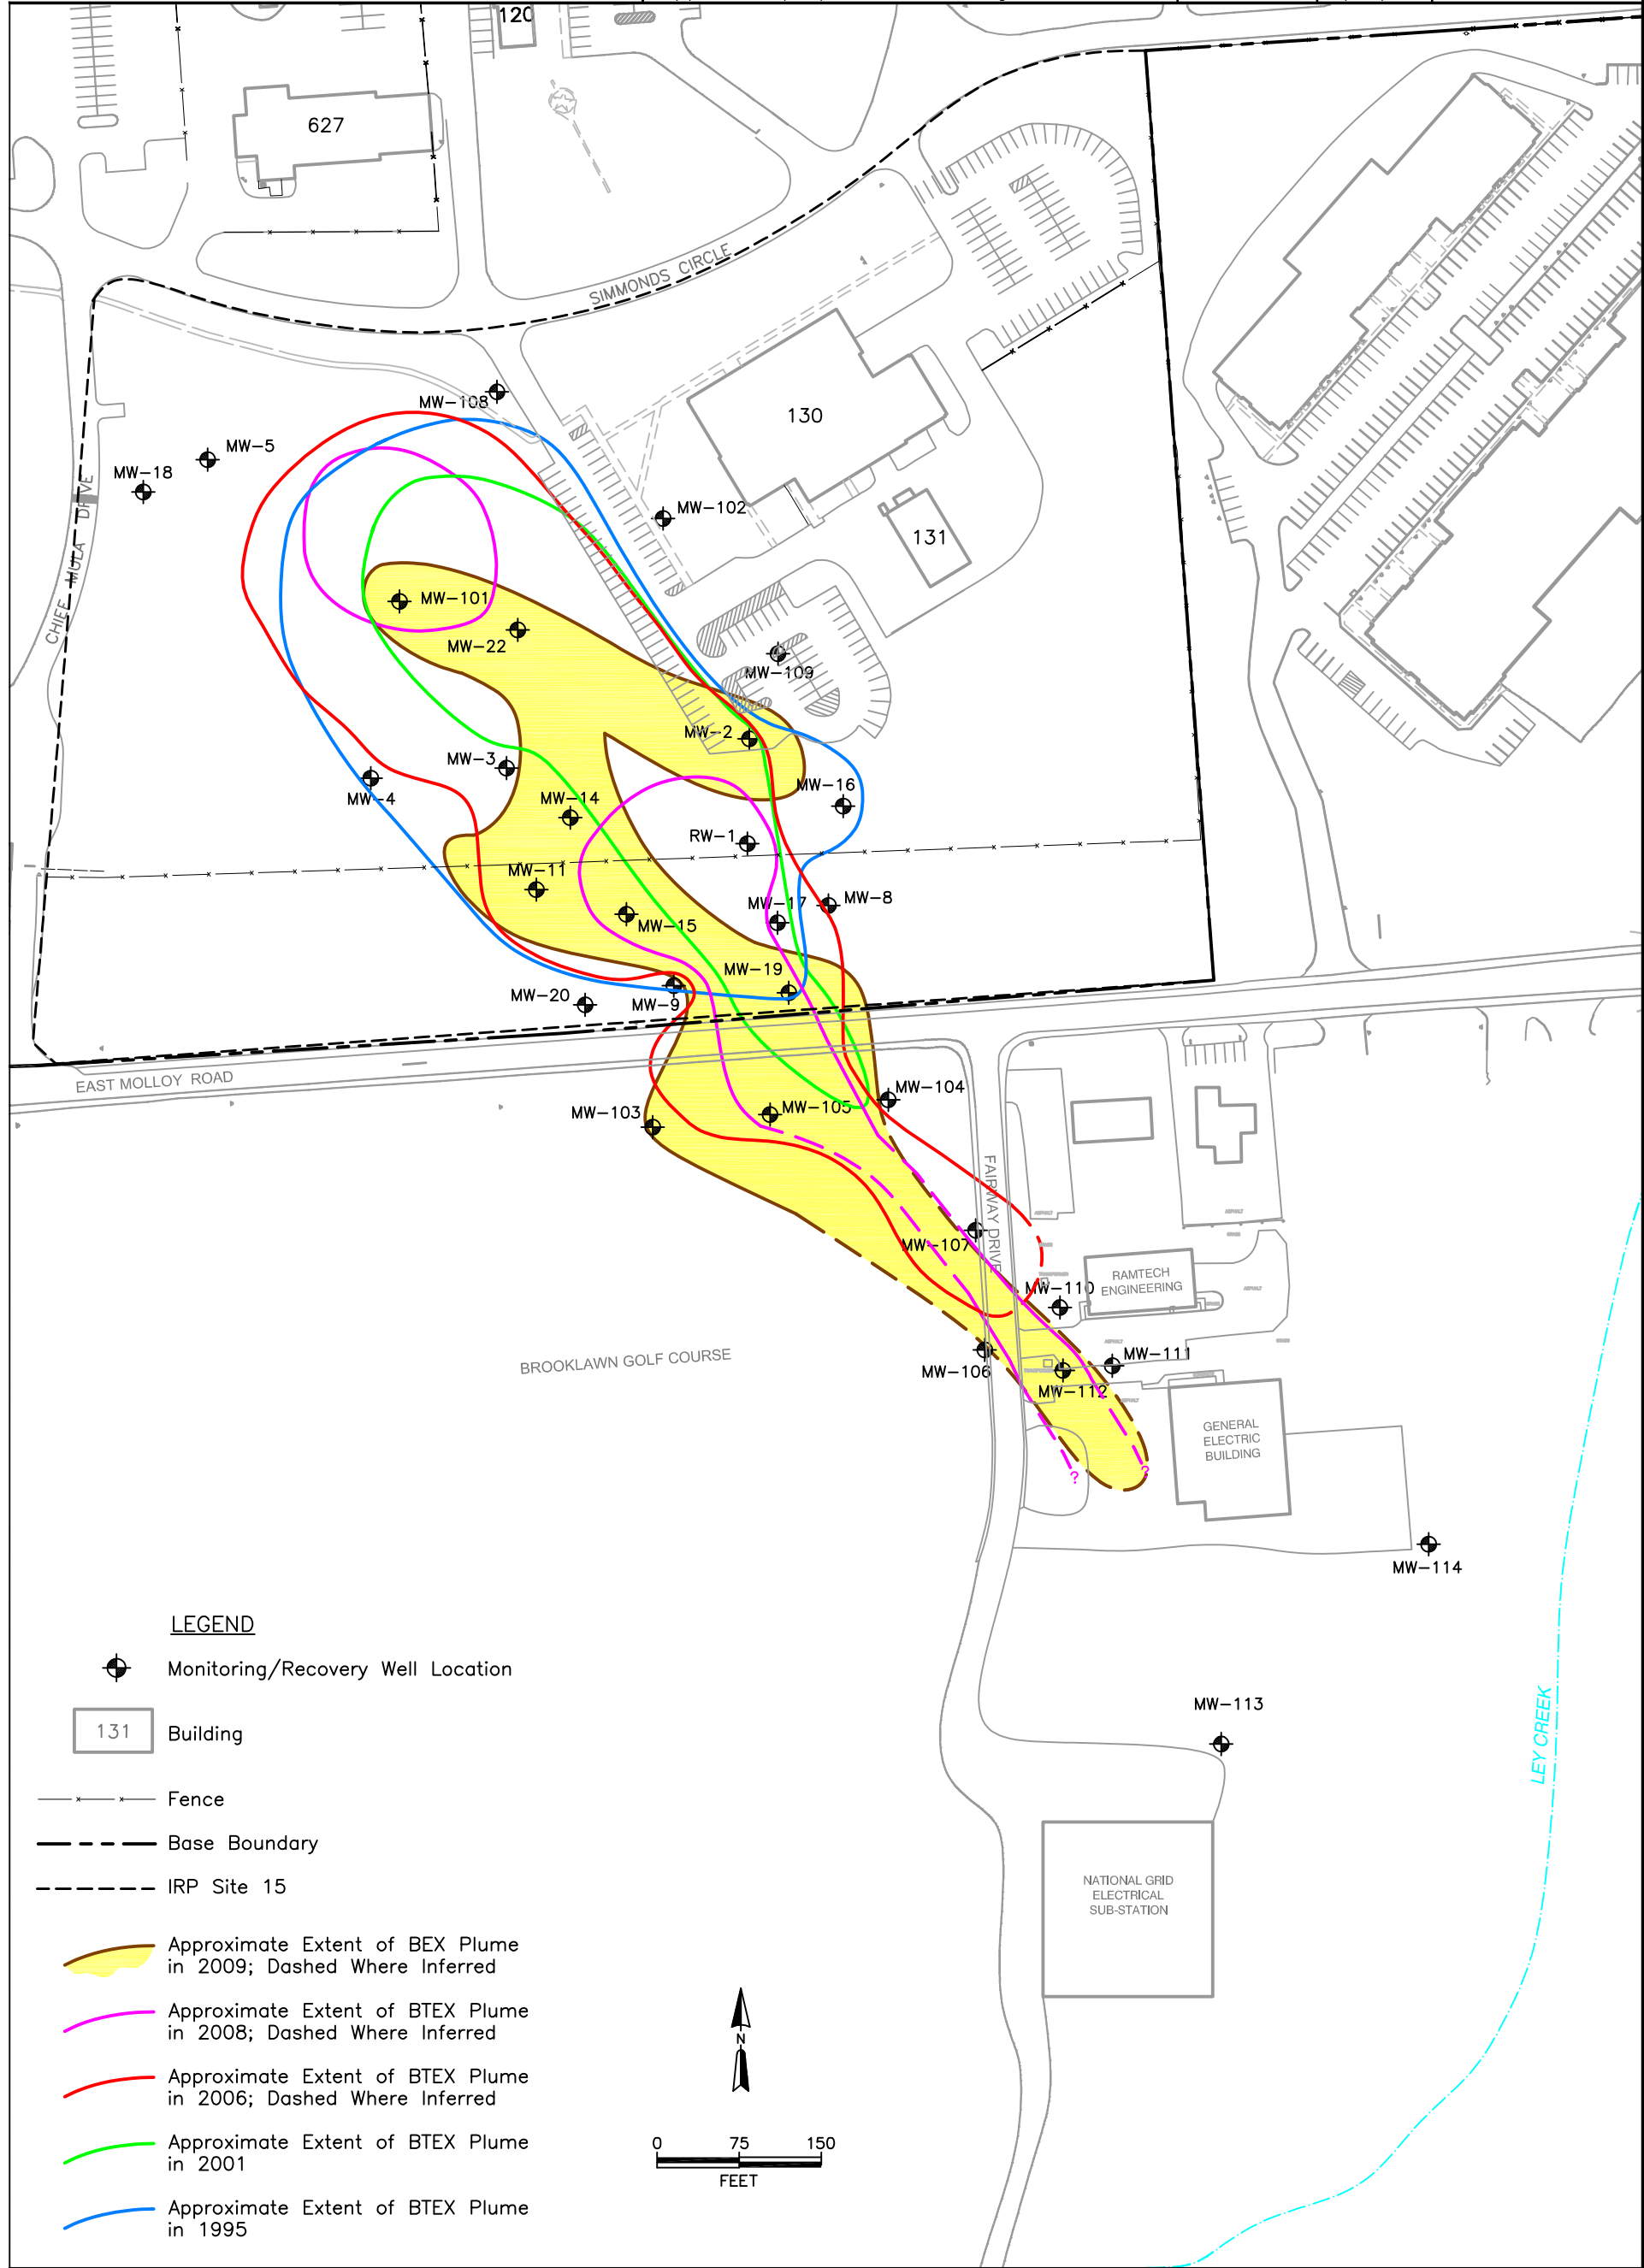 120
627
SIMMONDS CIRCLE
MW-108
130
MW-5
MW-18
CHIEF MULA DRIVE
MW-102
131
MW-101
MW-22
MW-109
MW-2
MW-3
MW-4
MW-14
MW-16
RW-1
MW-11
MW-8
MW-17
MW-15
MW-19
MW-20
MW-9
EAST MOLLOY ROAD
MW-104
MW-103
MW-105
FAIRWAY DRIVE
ASPHALT
ASPHALT
MW-107
RAMTECH
ENGINEERING
MW-110
ASPHALT
BROOKLAWN GOLF COURSE
ASPHALT
MW-111
MW-106
MW-112
ASPHALT
GENERAL
ELECTRIC
BUILDING
?
?
MW-114
LEGEND
Monitoring/Recovery Well Location
131
Building
Fence
Base Boundary
IRP Site 15
Approximate Extent of BEX Plume
in 2009; Dashed Where Inferred
Approximate Extent of BTEX Plume
in 2008; Dashed Where Inferred
Approximate Extent of BTEX Plume
in 2006; Dashed Where Inferred
Approximate Extent of BTEX Plume
in 2001
Approximate Extent of BTEX Plume
in 1995
MW-113
LEY CREEK
NATIONAL GRID
ELECTRICAL
SUB-STATION
N
0 75 150
FEET